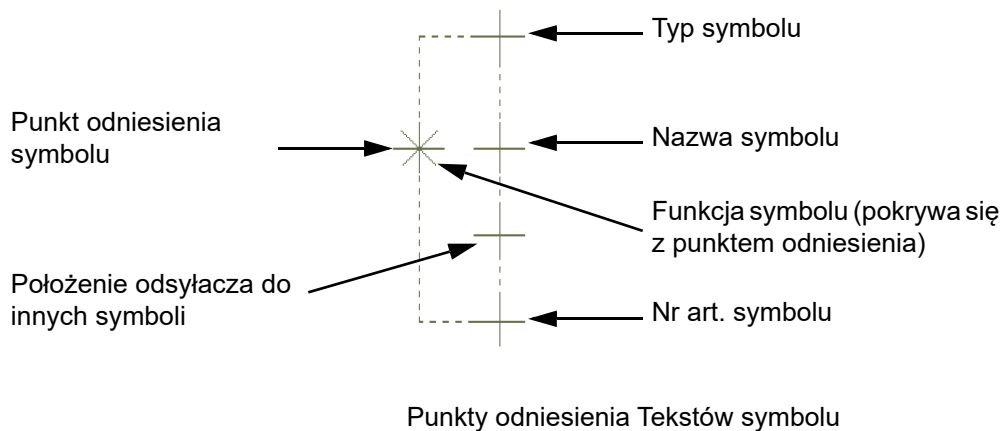 Typ symbolu
Punkt odniesienia
symbolu
Nazwa symbolu
Funkcja symbolu (pokrywa się
z punktem odniesienia)
Położenie odsyłacza do
innych symboli
Nr art. symbolu
Punkty odniesienia Tekstów symbolu